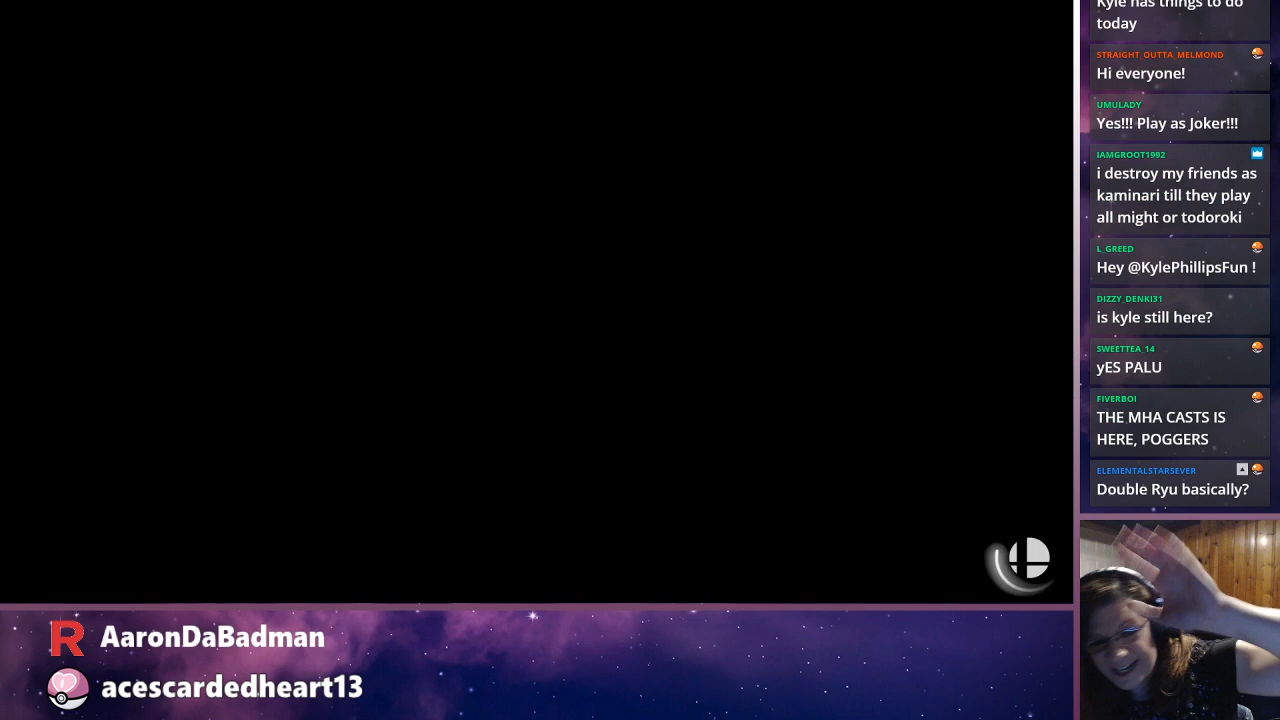 Kyle has things to do
today
STRAIGHT_OUTTA_MELMOND
Hi everyone!
UMULADY
Yes!!! Play as Joker!!!
IAMGROOT1992
i destroy my friends as
kaminari till they play
all might or todoroki
L_GREED
Hey @KylePhillipsFun !
DIZZY_DENKI31
is kyle still here?
SWEETTEA_14
yES PALU
FIVERBOI
THE MHA CASTS IS
HERE, POGGERS
ELEMENTALSTARSEVER
Double Ryu basically?
R AaronDaBadman
acescardedheart13